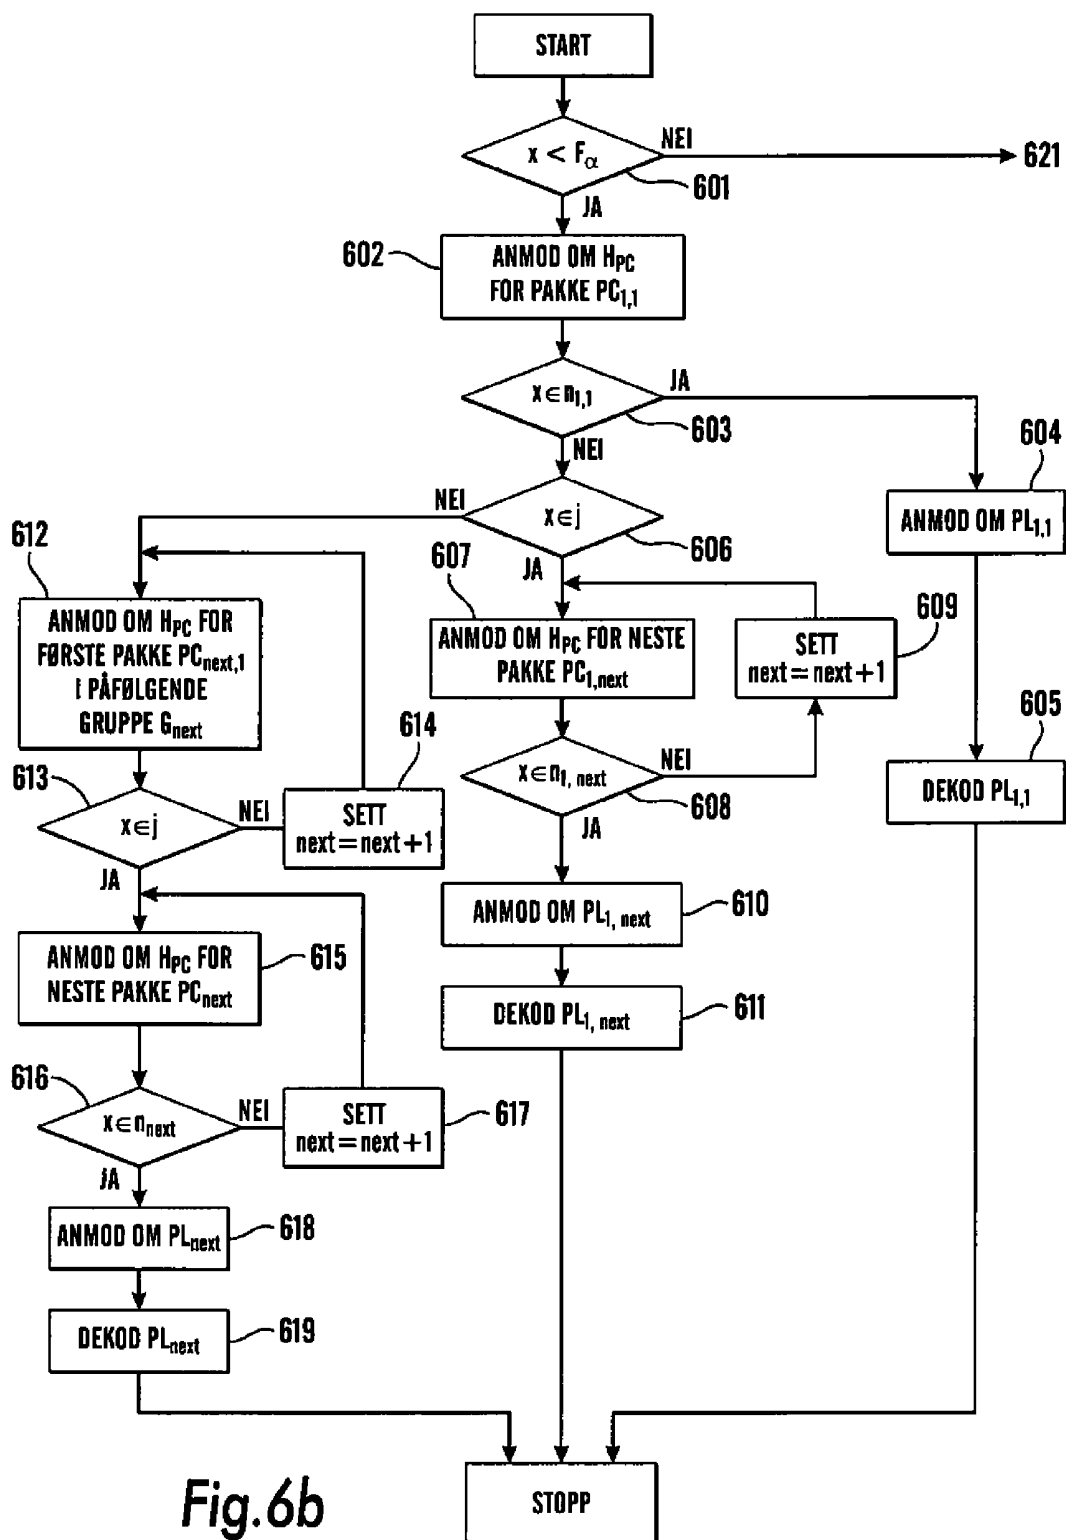 START
x < Fα
NEI
621
601
JA
602
ANMOD OM HPC
FOR PAKKE PC1,1
x∈n1,1
JA
603
NEI
604
ANMOD OM PL1,1
NEI
x∈j
606
JA
612
607
609
ANMOD OM HPC FOR
FØRSTE PAKKE PCnext,1
I PÅFØLGENDE
GRUPPE Gnext
ANMOD OM HPC FOR NESTE
PAKKE PC1,next
SETT
next=next+1
605
DEKOD PL1,1
613
614
x∈j
NEI
SETT
next=next+1
JA
x∈n1, next
NEI
608
JA
ANMOD OM PL1, next
610
ANMOD OM HPC FOR
NESTE PAKKE PCnext
615
DEKOD PL1, next
611
616
x∈nnext
NEI
SETT
next=next+1
617
JA
ANMOD OM PLnext
618
DEKOD PLnext
619
STOPP
Fig.6b